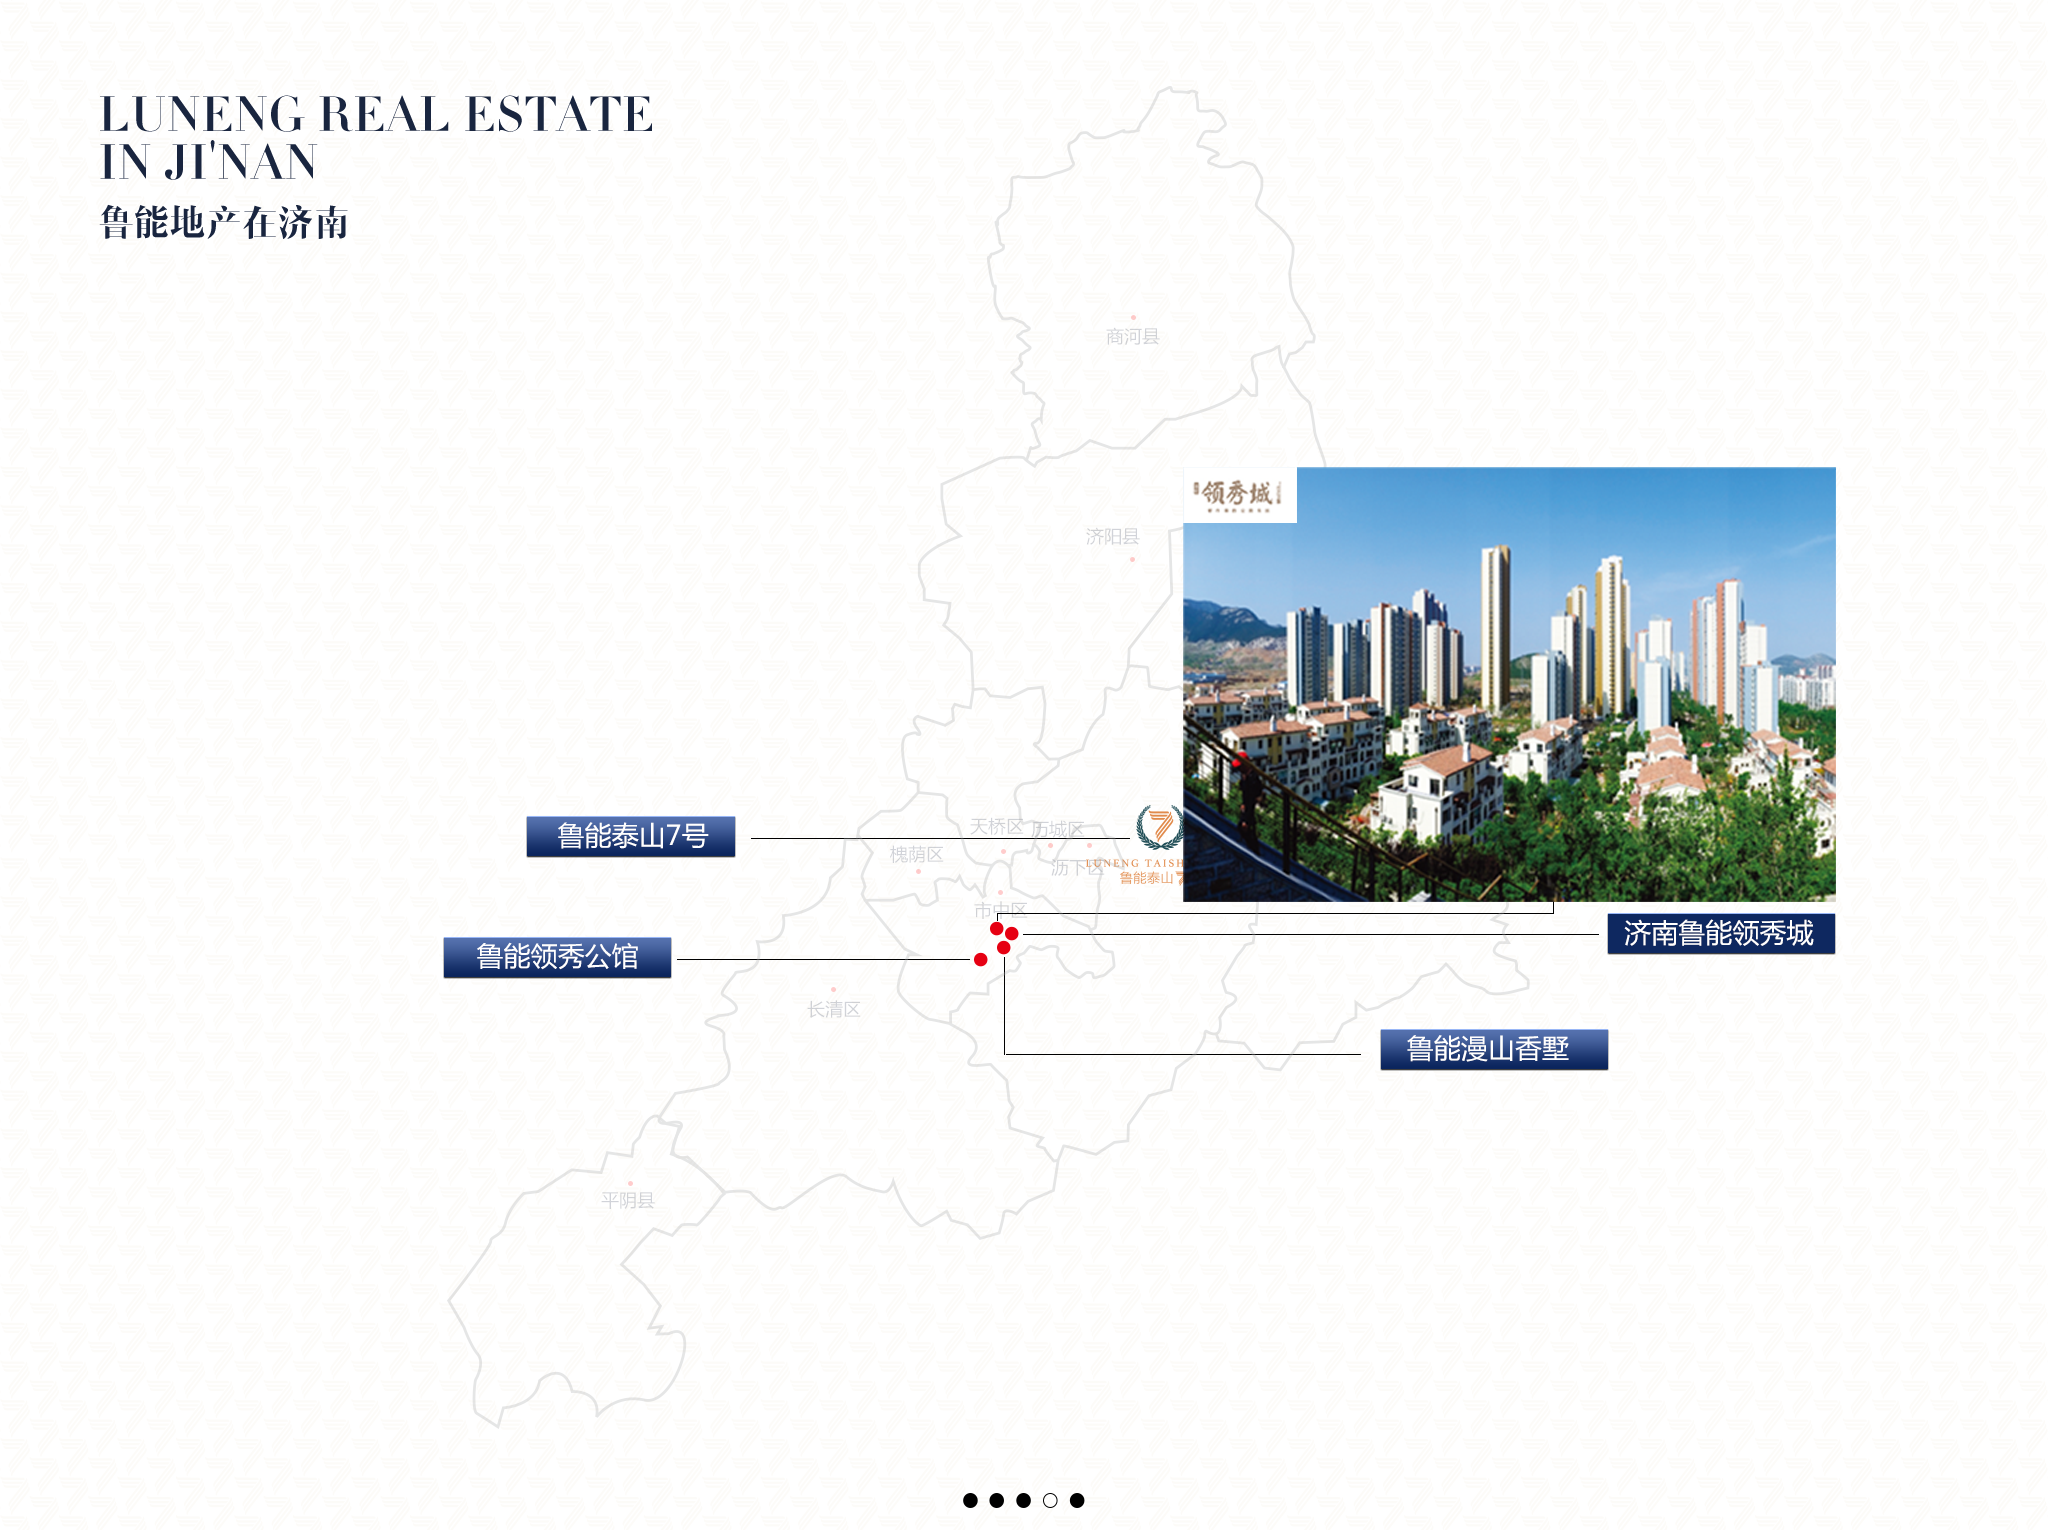 LUNENG REAL ESTATE
IN JI'NAN
鲁能地产在济南
商河县
领秀城
济阳县
鲁能泰山7号
天桥区
历城区
槐荫区
沥下区
LUNENG TAISH
鲁能泰山7
市中区
济南鲁能领秀城
鲁能领秀公馆
长清区
鲁能漫山香墅
平阴县